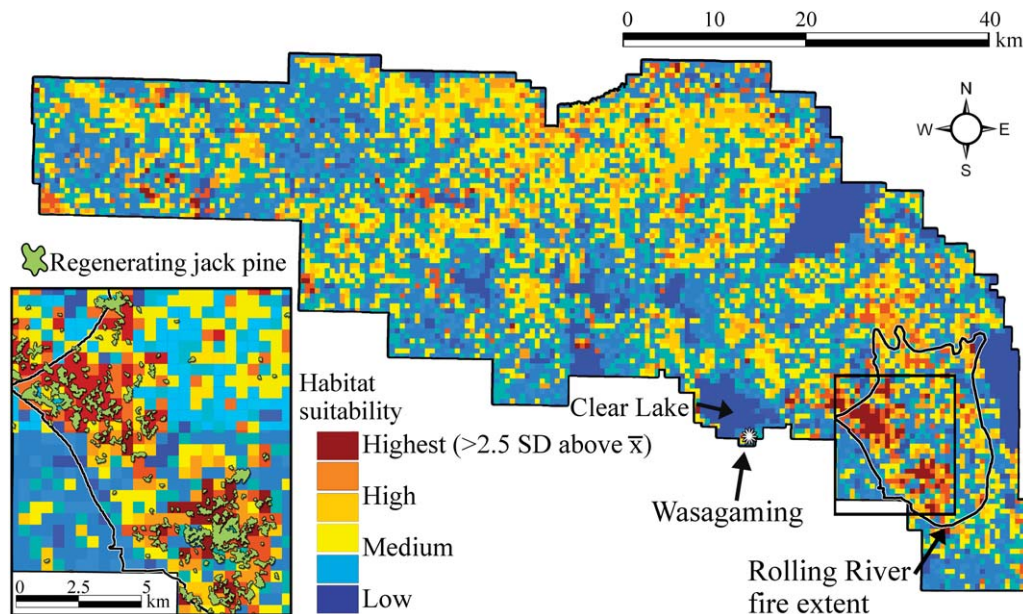 0 20 40
km
N
W E
S
Regenerating jack pine
Habitat
suitability
Highest (>2.5 SD above x̅)
High
Medium
Low
0 2.5 5
km
Clear Lake
Wasagaming
Rolling River
fire extent